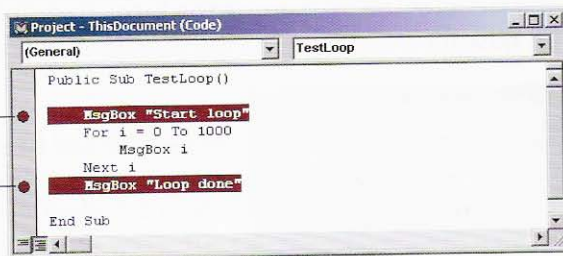 Project - ThisDocument (Code)
(General) TestLoop
Public Sub TestLoop()
MsgBox "Start loop"
For i = 0 To 1000
MsgBox i
Next i
MsgBox "Loop done"
End Sub